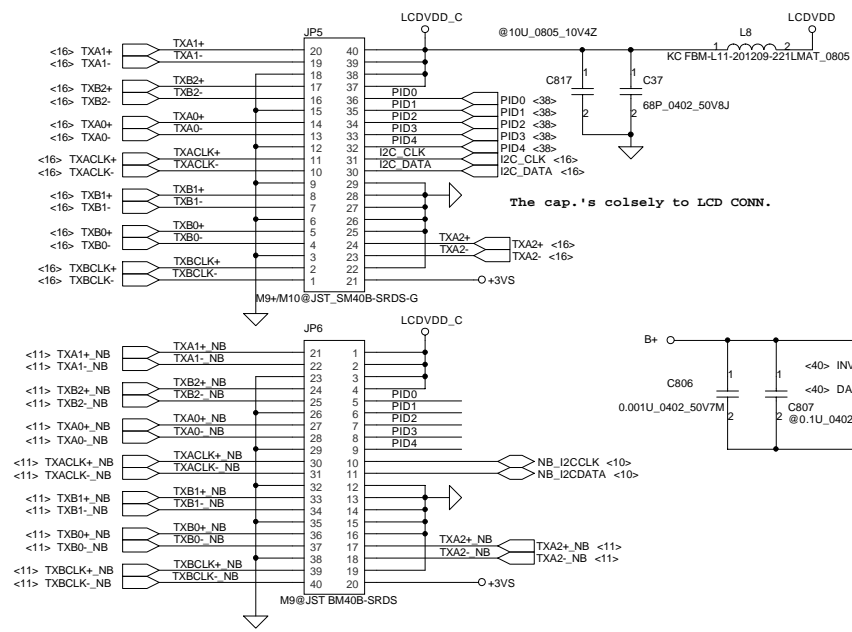 JP5
LCDVDD_C
@10U_0805_10V4Z
L8
LCDVDD
1 2
KC FBM-L11-201209-221LMAT_0805
<16> TXA1+ TXA1+ 20 40
<16> TXA1- TXA1- 19 39
18 38
<16> TXB2+ TXB2+ 17 37
<16> TXB2- TXB2- 16 36 PID0 PID0 <38>
15 35 PID1 PID1 <38>
<16> TXA0+ TXA0+ 14 34 PID2 PID2 <38>
<16> TXA0- TXA0- 13 33 PID3 PID3 <38>
12 32 PID4 PID4 <38>
<16> TXACLK+ TXACLK+ 11 31 I2C_CLK I2C_CLK <16>
<16> TXACLK- TXACLK- 10 30 I2C_DATA I2C_DATA <16>
9 29
<16> TXB1+ TXB1+ 8 28
<16> TXB1- TXB1- 7 27
6 26
<16> TXB0+ TXB0+ 5 25
<16> TXB0- TXB0- 4 24 TXA2+ TXA2+ <16>
3 23 TXA2- TXA2- <16>
<16> TXBCLK+ TXBCLK+ 2 22
<16> TXBCLK- TXBCLK- 1 21 +3VS
M9+/M10@JST_SM40B-SRDS-G
C817
1
2
C37
1
2
68P_0402_50V8J
The cap.'s colsely to LCD CONN.
JP6
LCDVDD_C
<11> TXA1+_NB TXA1+_NB 21 1
<11> TXA1-_NB TXA1-_NB 22 2
23 3
<11> TXB2+_NB TXB2+_NB 24 4
<11> TXB2-_NB TXB2-_NB 25 5 PID0
26 6 PID1
<11> TXA0+_NB TXA0+_NB 27 7 PID2
<11> TXA0-_NB TXA0-_NB 28 8 PID3
29 9 PID4
<11> TXACLK+_NB TXACLK+_NB 30 10 NB_I2CCLK <10>
<11> TXACLK-_NB TXACLK-_NB 31 11 NB_I2CDATA <10>
32 12
<11> TXB1+_NB TXB1+_NB 33 13
<11> TXB1-_NB TXB1-_NB 34 14
35 15
<11> TXB0+_NB TXB0+_NB 36 16
<11> TXB0-_NB TXB0-_NB 37 17 TXA2+_NB TXA2+_NB <11>
38 18 TXA2-_NB TXA2-_NB <11>
<11> TXBCLK+_NB TXBCLK+_NB 39 19
<11> TXBCLK-_NB TXBCLK-_NB 40 20 +3VS
M9@JST BM40B-SRDS
B+
C806
1
2
0.001U_0402_50V7M
1
2
C807
@0.1U_0402
<40> INV
<40> DA